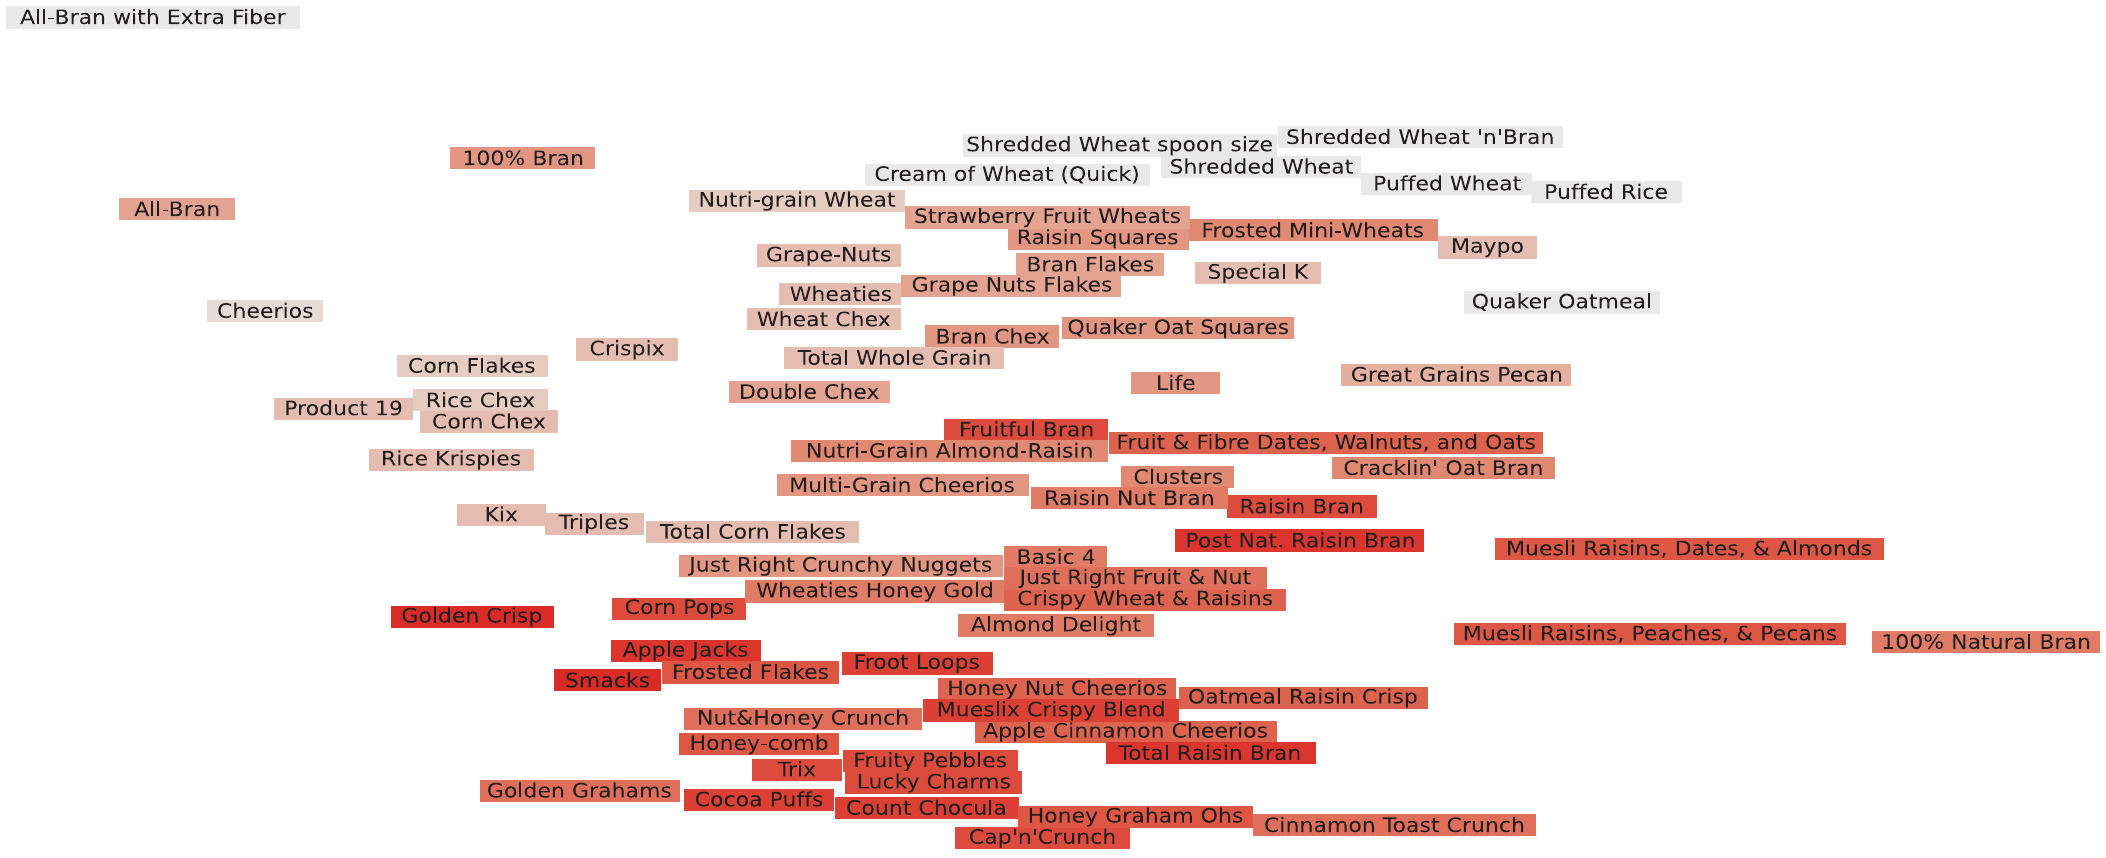 All-Bran with Extra Fiber
Shredded Wheat 'n'Bran
Shredded Wheat spoon size
100% Bran
Shredded Wheat
Cream of Wheat (Quick)
Puffed Wheat
Puffed Rice
Nutri-grain Wheat
All-Bran
Strawberry Fruit Wheats
Frosted Mini-Wheats
Raisin Squares
Maypo
Grape-Nuts
Bran Flakes
Special K
Grape Nuts Flakes
Wheaties
Quaker Oatmeal
Cheerios
Wheat Chex
Quaker Oat Squares
Bran Chex
Crispix
Total Whole Grain
Corn Flakes
Great Grains Pecan
Life
Double Chex
Rice Chex
Product 19
Corn Chex
Fruitful Bran
Fruit & Fibre Dates, Walnuts, and Oats
Nutri-Grain Almond-Raisin
Rice Krispies
Cracklin' Oat Bran
Clusters
Multi-Grain Cheerios
Raisin Nut Bran
Raisin Bran
Kix
Triples
Total Corn Flakes
Post Nat. Raisin Bran
Muesli Raisins, Dates, & Almonds
Basic 4
Just Right Crunchy Nuggets
Just Right Fruit & Nut
Wheaties Honey Gold
Crispy Wheat & Raisins
Corn Pops
Golden Crisp
Almond Delight
Muesli Raisins, Peaches, & Pecans
100% Natural Bran
Apple Jacks
Froot Loops
Frosted Flakes
Smacks
Honey Nut Cheerios
Oatmeal Raisin Crisp
Mueslix Crispy Blend
Nut&Honey Crunch
Apple Cinnamon Cheerios
Honey-comb
Total Raisin Bran
Fruity Pebbles
Trix
Lucky Charms
Golden Grahams
Cocoa Puffs
Count Chocula
Honey Graham Ohs
Cinnamon Toast Crunch
Cap'n'Crunch